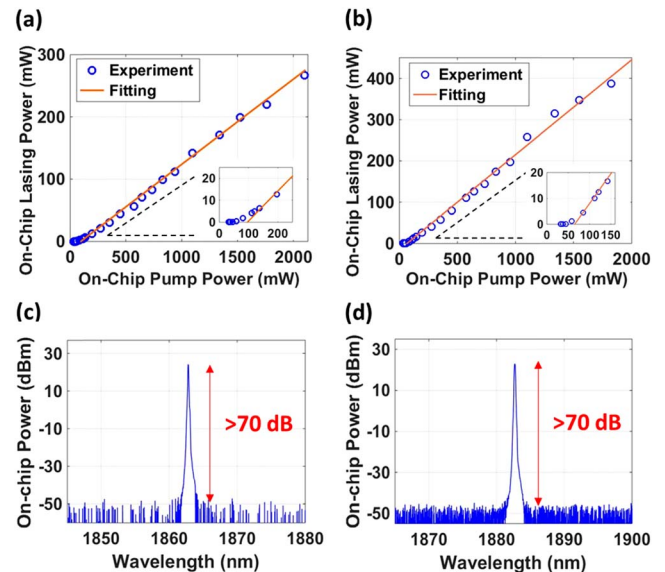 (a)
300
200
100
0
On-Chip Lasing Power (mW)
Experiment
Fitting
20
10
0
0 100 200
0 500 1000 1500 2000
On-Chip Pump Power (mW)
(b)
400
300
200
100
0
On-Chip Lasing Power (mW)
Experiment
Fitting
20
10
0
0 50 100 150
0 500 1000 1500 2000
On-Chip Pump Power (mW)
(c)
30
10
-10
-30
-50
On-chip Power (dBm)
>70 dB
1850 1860 1870 1880
Wavelength (nm)
(d)
30
10
-10
-30
-50
On-chip Power (dBm)
>70 dB
1870 1880 1890 1900
Wavelength (nm)